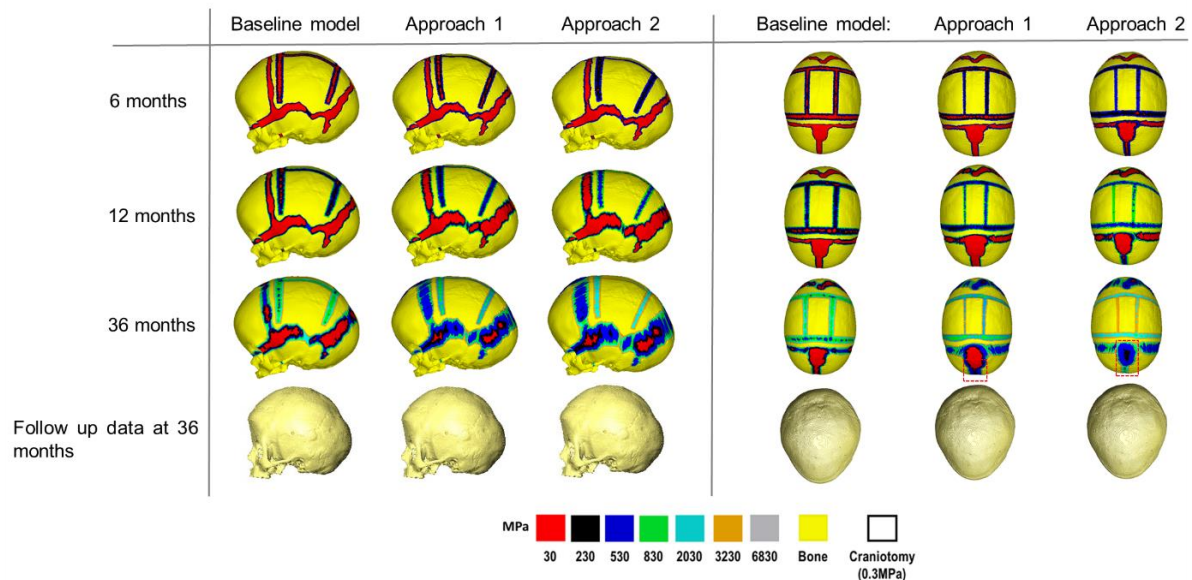 Baseline model Approach 1 Approach 2 Baseline model: Approach 1 Approach 2
6 months
12 months
36 months
Follow up data at 36
months
MPa
30 230 530 830 2030 3230 6830 Bone Craniotomy
(0.3MPa)